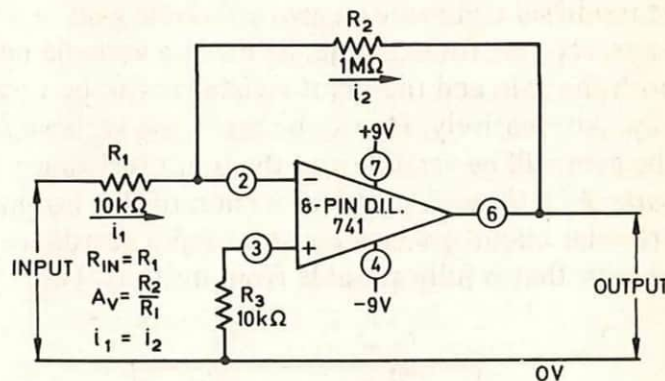 R2
1MΩ
i2
+9V
7
R1
10kΩ
i1
2
−
8-PIN DIL.
741
6
3
+
4
−9V
INPUT
RIN = R1
AV = R2
R1
i1 = i2
R3
10kΩ
OUTPUT
0V